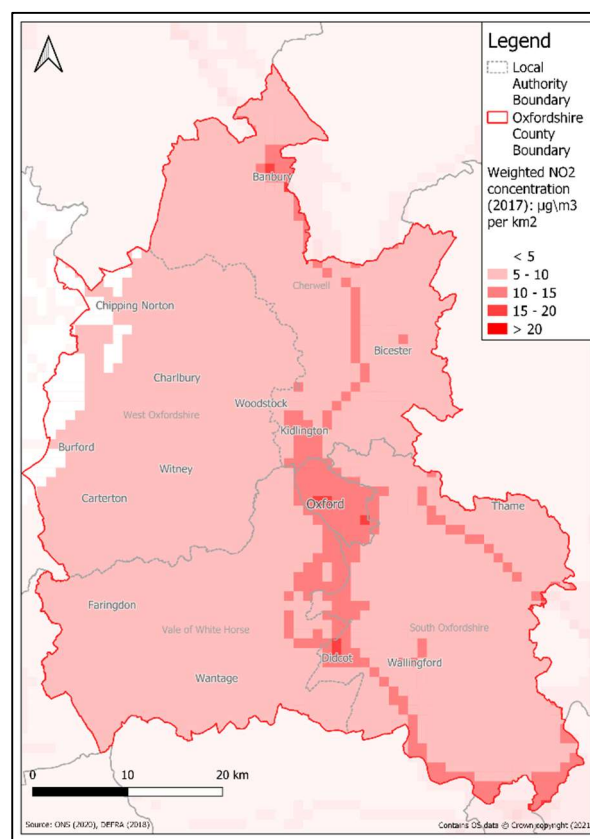 Legend
Local
Authority
Boundary
Oxfordshire
County
Boundary
Weighted NO2
concentration
(2017): µg\m3
per km2
< 5
5 - 10
10 - 15
15 - 20
> 20
Banbury
Cherwell
Chipping Norton
Bicester
Charlbury
Woodstock
West Oxfordshire
Kidlington
Burford
Witney
Carterton
Oxford
Thame
Faringdon
Vale of White Horse
South Oxfordshire
Didcot
Wallingford
Wantage
0 10 20 km
Source: ONS (2020), DEFRA (2018)
Contains OS data © Crown copyright (2021